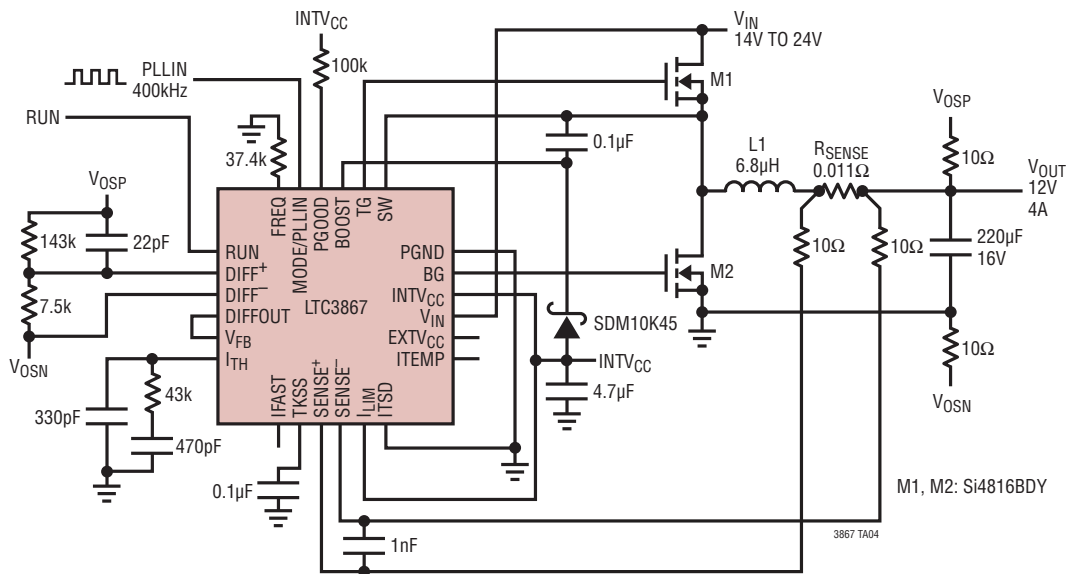 INTVCC
100k
PLLIN
400kHz
RUN
37.4k
VIN
14V TO 24V
M1
0.1µF
VOSP
10Ω
L1
6.8µH
RSENSE
0.011Ω
VOUT
12V
4A
VOSP
143k
22pF
7.5k
VOSN
FREQ
MODE/PLLIN
PGOOD
BOOST
TG
SW
RUN
DIFF+
DIFF–
DIFFOUT
VFB
ITH
LTC3867
PGND
BG
INTVCC
VIN
EXTVCC
ITEMP
IFAST
TKSS
SENSE+
SENSE–
ILIM
ITSD
10Ω
10Ω
220µF
16V
M2
SDM10K45
INTVCC
4.7µF
10Ω
VOSN
330pF
43k
470pF
0.1µF
1nF
M1, M2: Si4816BDY
3867 TA04